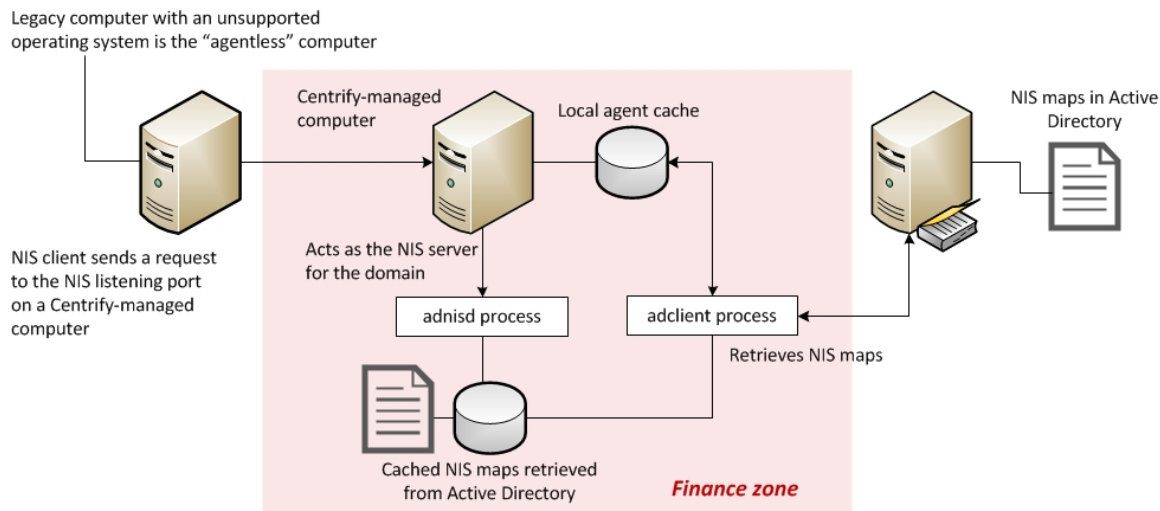 Legacy computer with an unsupported
operating system is the “agentless” computer
Centrify-managed
computer
Local agent cache
NIS maps in Active
Directory
NIS client sends a request
to the NIS listening port
on a Centrify-managed
computer
Acts as the NIS server
for the domain
adnisd process
adclient process
Retrieves NIS maps
Cached NIS maps retrieved
from Active Directory
Finance zone